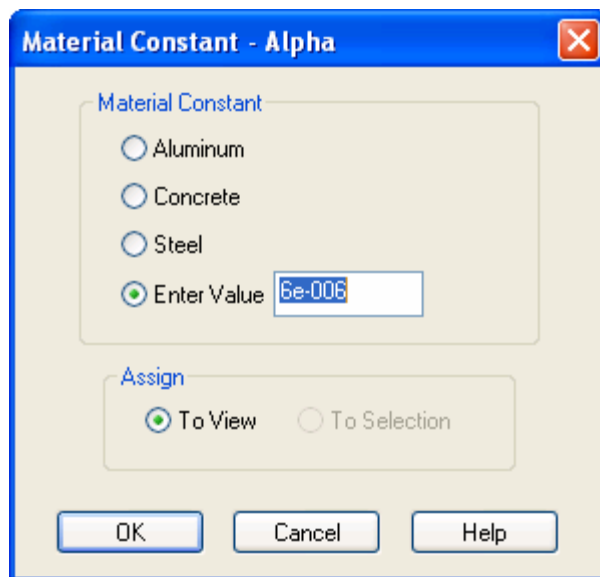 Material Constant - Alpha
Material Constant
Aluminum
Concrete
Steel
Enter Value 6e-006
Assign
To View To Selection
OK Cancel Help